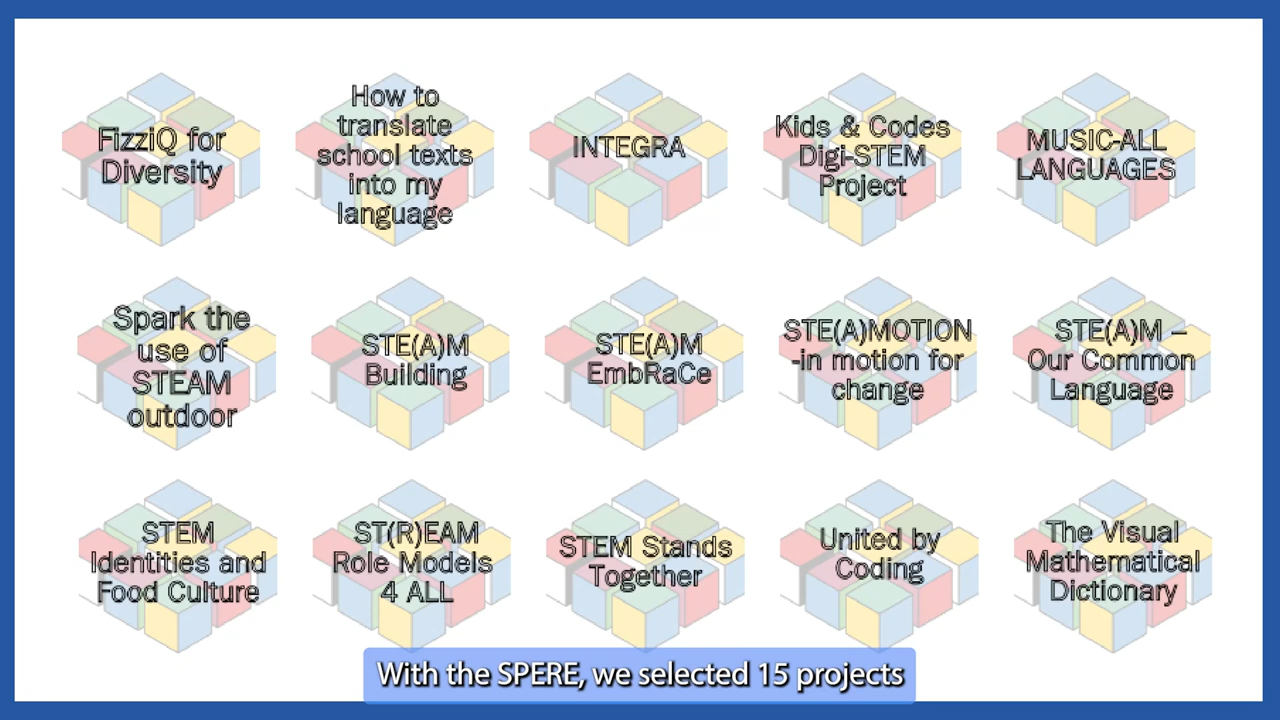 FizziQ for
Diversity
How to
translate
school texts
into my
language
INTEGRA
Kids & Codes
Digi-STEM
Project
MUSIC-ALL
LANGUAGES
Spark the
use of
STEAM
outdoor
STE(A)M
Building
STE(A)M
EmbRaCe
STE(A)MOTION
-in motion for
change
STE(A)M –
Our Common
Language
STEM
Identities and
Food Culture
ST(R)EAM
Role Models
4 ALL
STEM Stands
Together
United by
Coding
The Visual
Mathematical
Dictionary
With the SPERE, we selected 15 projects